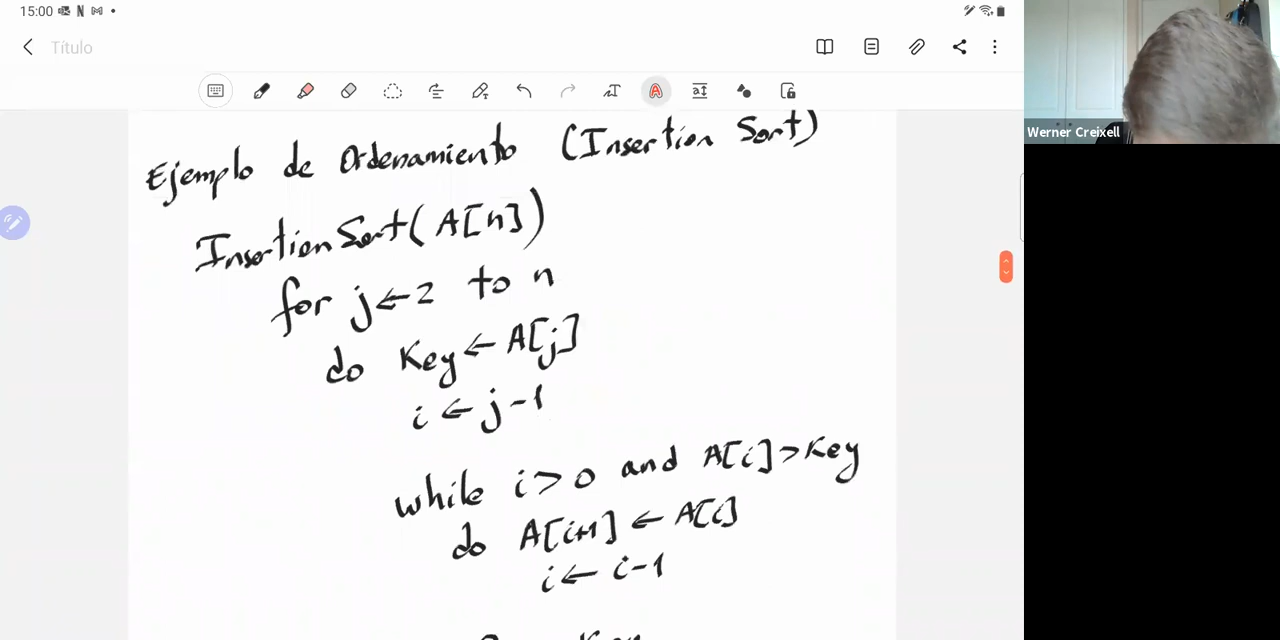 15:00
Título
Werner Creixell
Ejemplo de Ordenamiento (Insertion Sort)
InsertionSort(A[n])
for j←2 to n
do Key←A[j]
i←j-1
while i>0 and A[i]>Key
do A[i+1]←A[i]
i←i-1